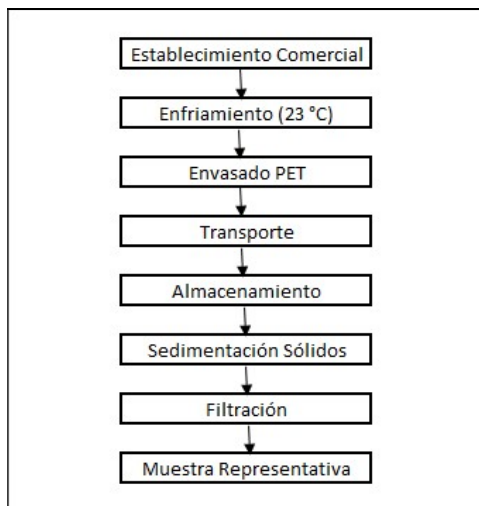 Establecimiento Comercial
Enfriamiento (23 °C)
Envasado PET
Transporte
Almacenamiento
Sedimentación Sólidos
Filtración
Muestra Representativa